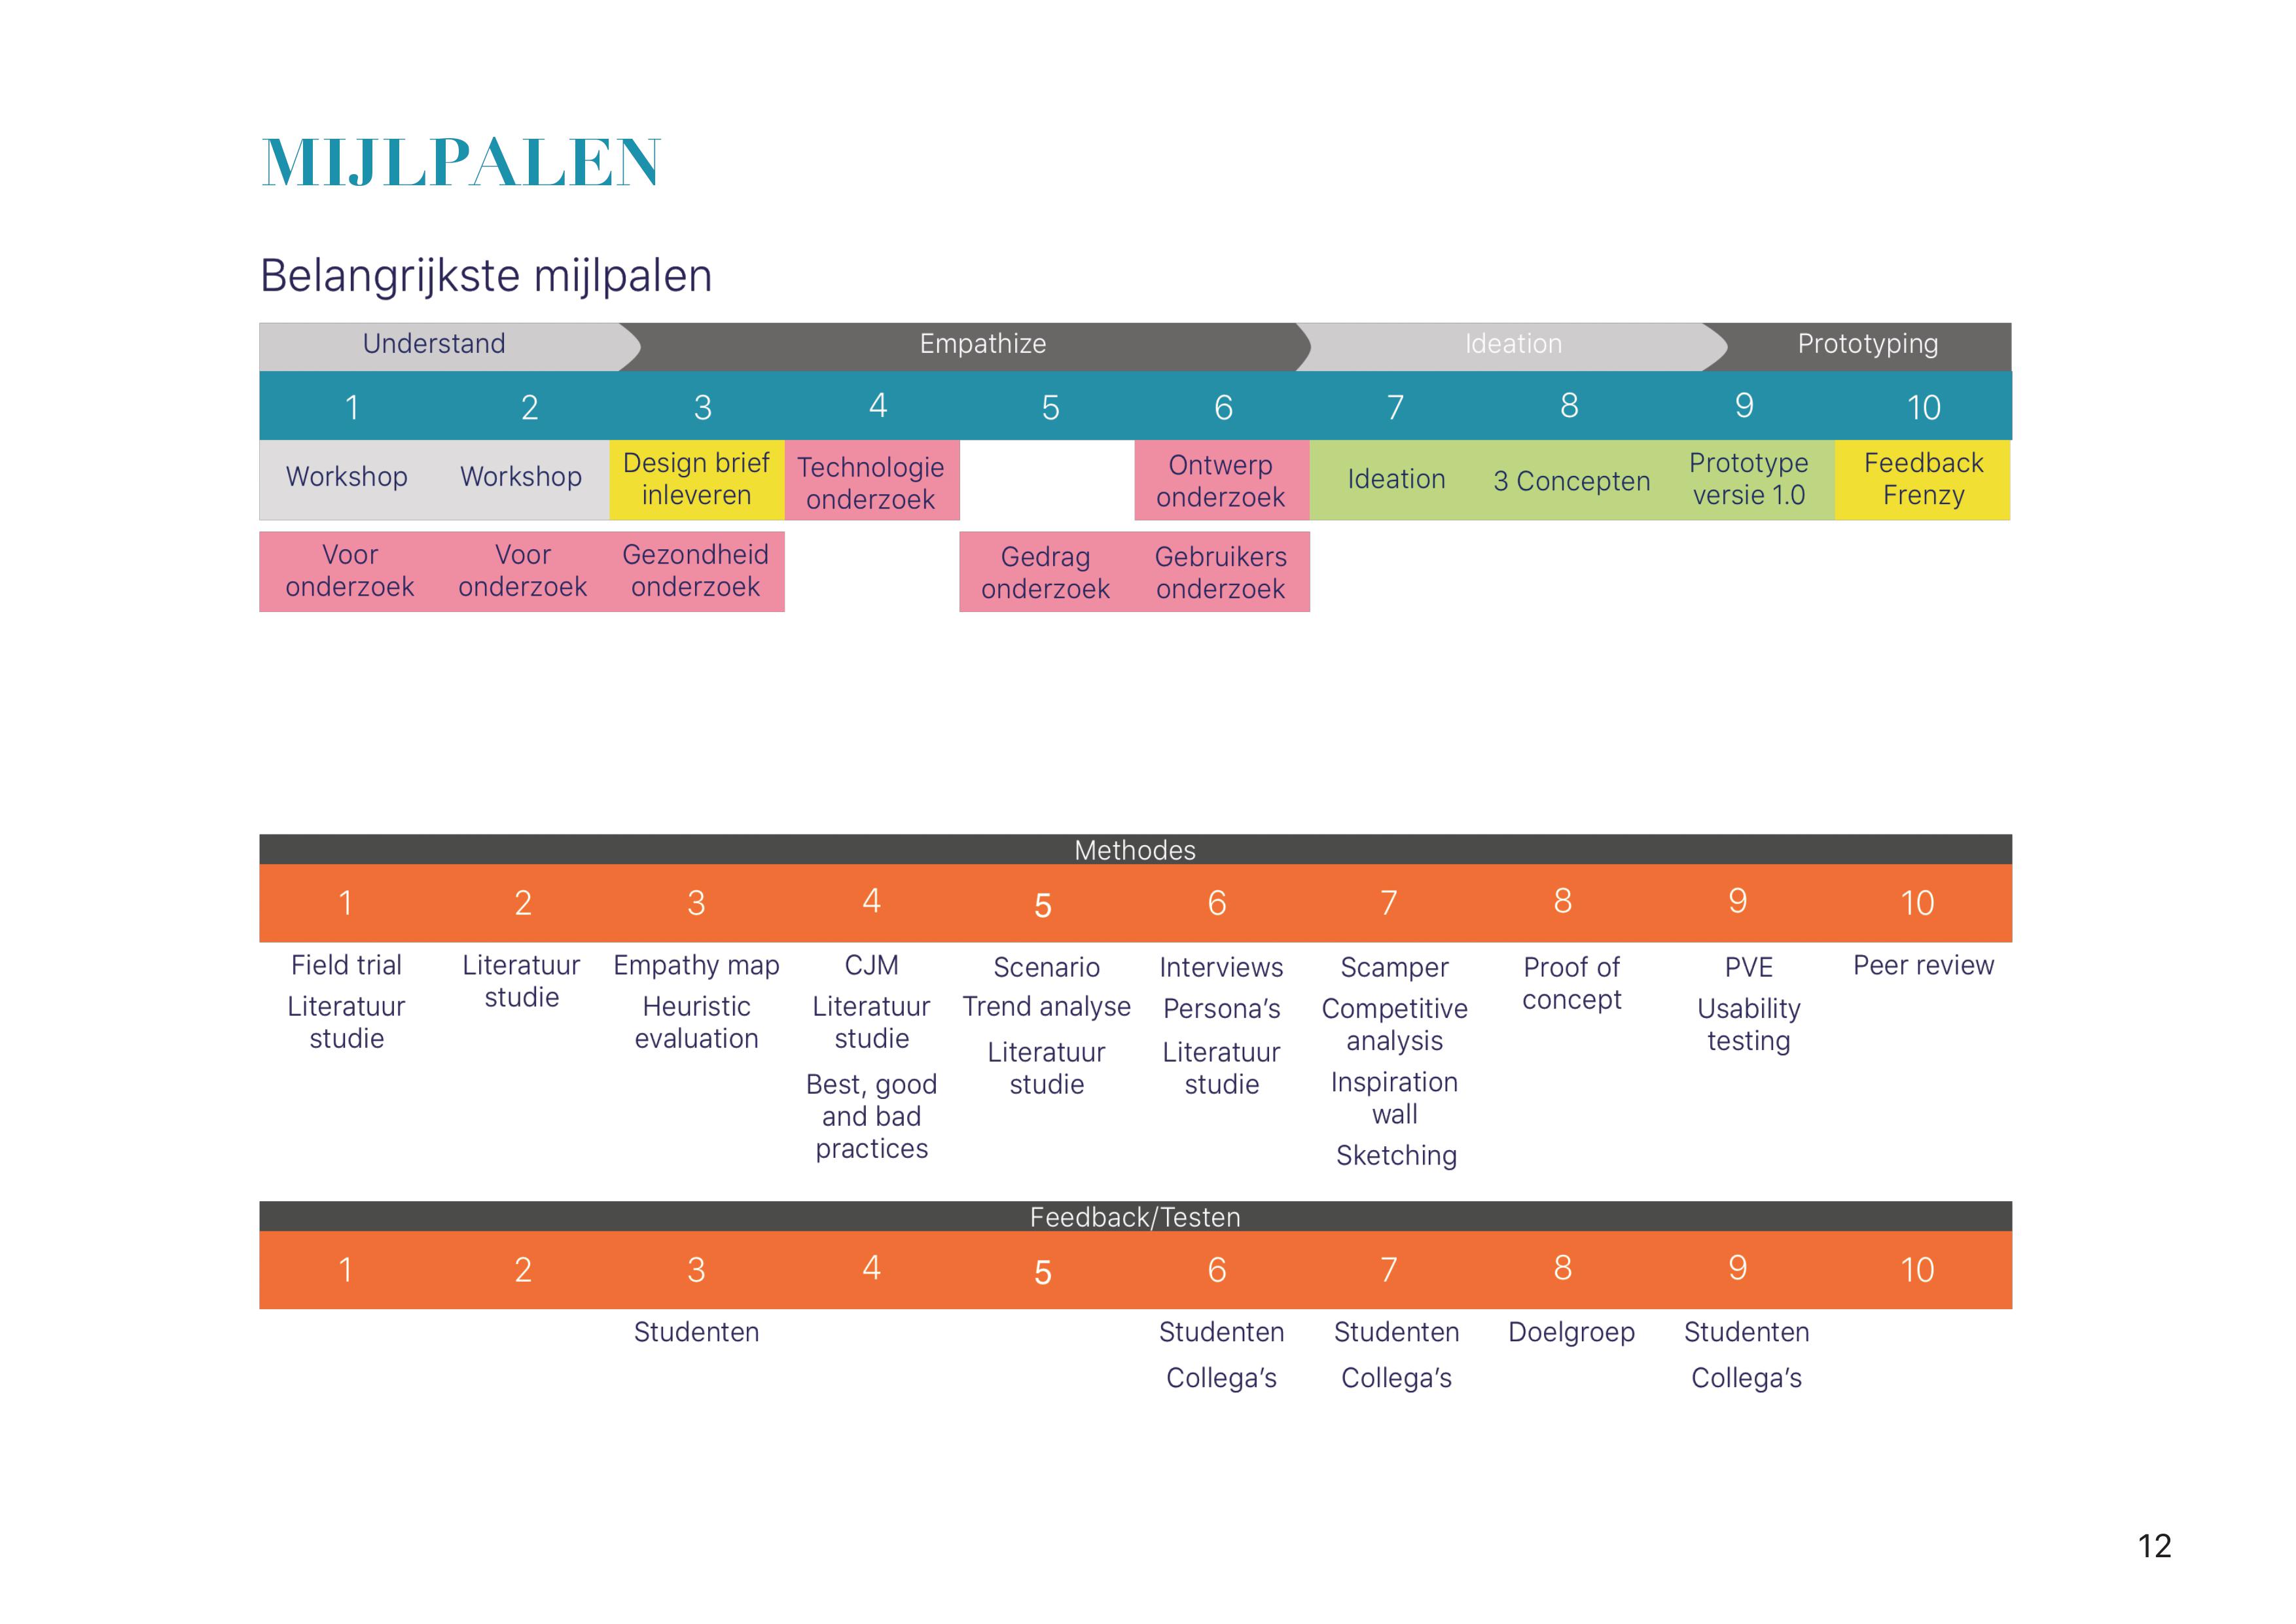 MIJLPALEN
Belangrijkste mijlpalen
Understand Empathize Ideation Prototyping
1 2 3 4 5 6 7 8 9 10
Workshop
Workshop
Design brief
inleveren
Technologie
onderzoek
Ontwerp
onderzoek
Ideation
3 Concepten
Prototype
versie 1.0
Feedback
Frenzy
Voor
onderzoek
Voor
onderzoek
Gezondheid
onderzoek
Gedrag
onderzoek
Gebruikers
onderzoek
Methodes
1 2 3 4 5 6 7 8 9 10
Field trial
Literatuur
studie
Literatuur
studie
Empathy map
Heuristic
evaluation
CJM
Literatuur
studie
Best, good
and bad
practices
Scenario
Trend analyse
Literatuur
studie
Interviews
Persona’s
Literatuur
studie
Scamper
Competitive
analysis
Inspiration
wall
Sketching
Proof of
concept
PVE
Usability
testing
Peer review
Feedback/Testen
1 2 3 4 5 6 7 8 9 10
Studenten
Studenten
Collega’s
Studenten
Collega’s
Doelgroep
Studenten
Collega’s
12